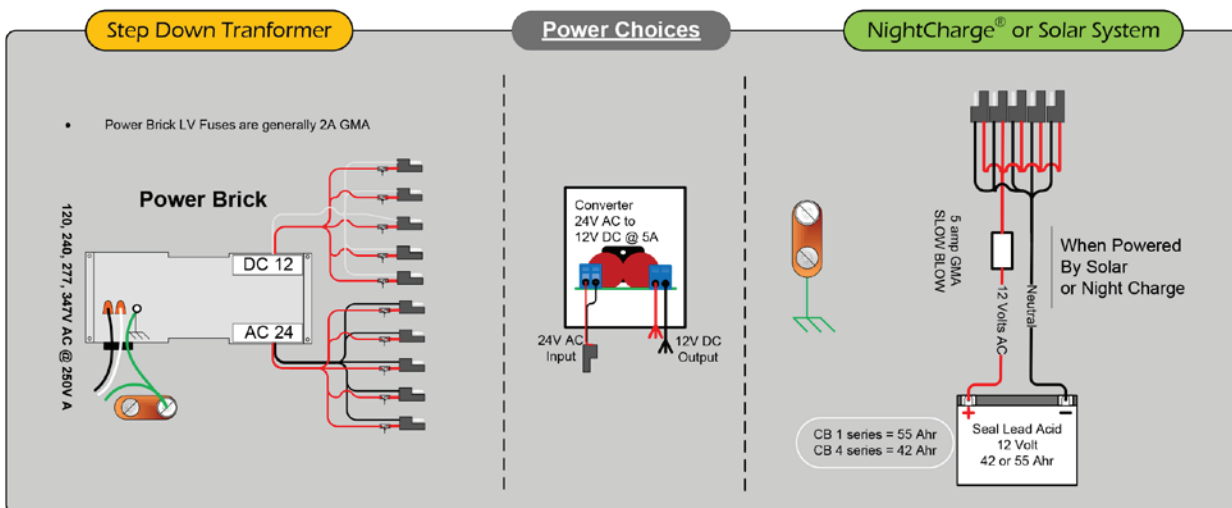 Step Down Tranformer
Power Choices
NightCharge® or Solar System
• Power Brick LV Fuses are generally 2A GMA
Power Brick
120, 240, 277, 347V AC @ 250V A
DC 12
AC 24
Converter
24V AC to
12V DC @ 5A
24V AC
Input
12V DC
Output
5 amp GMA
SLOW BLOW
12 Volts AC
Neutral
When Powered
By Solar
or Night Charge
CB 1 series = 55 Ahr
CB 4 series = 42 Ahr
+ −
Seal Lead Acid
12 Volt
42 or 55 Ahr